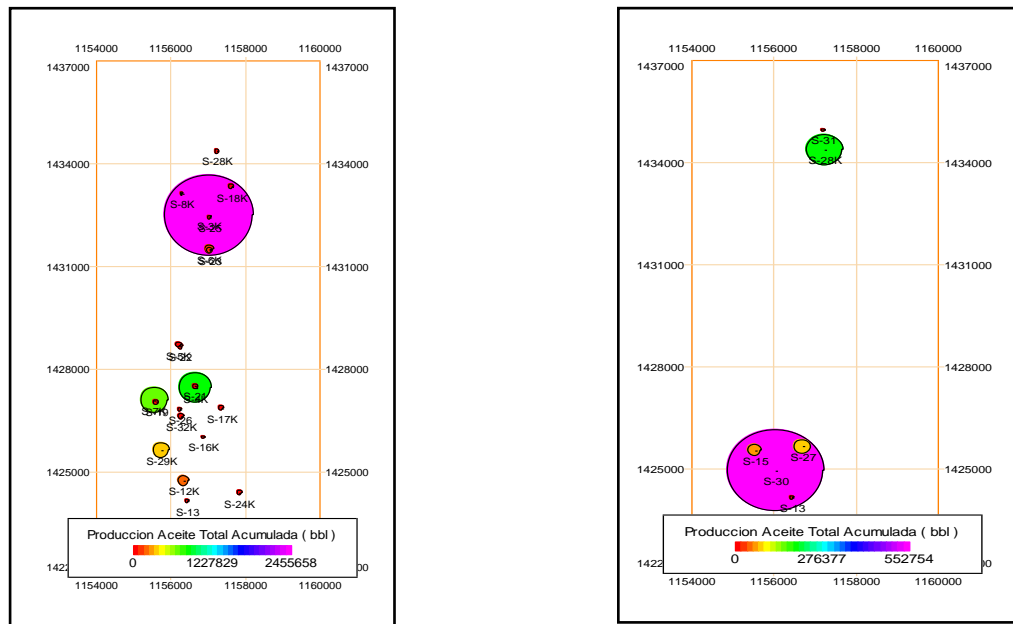 1154000 1156000 1158000 1160000
1437000 1437000
1434000 1434000
S-28K
S-8K
S-18K
1431000 1431000
1428000 1428000
S-17K
S-26
S-32K
S-16K
S-29K
1425000 1425000
S-12K
S-24K
S-13
Produccion Aceite Total Acumulada ( bbl )
0 1227829 2455658
1154000 1156000 1158000 1160000
1154000 1156000 1158000 1160000
1437000 1437000
S-31
1434000 1434000
S-28K
1431000 1431000
1428000 1428000
S-15
S-27
1425000 1425000
S-30
S-13
Produccion Aceite Total Acumulada ( bbl )
0 276377 552754
1154000 1156000 1158000 1160000